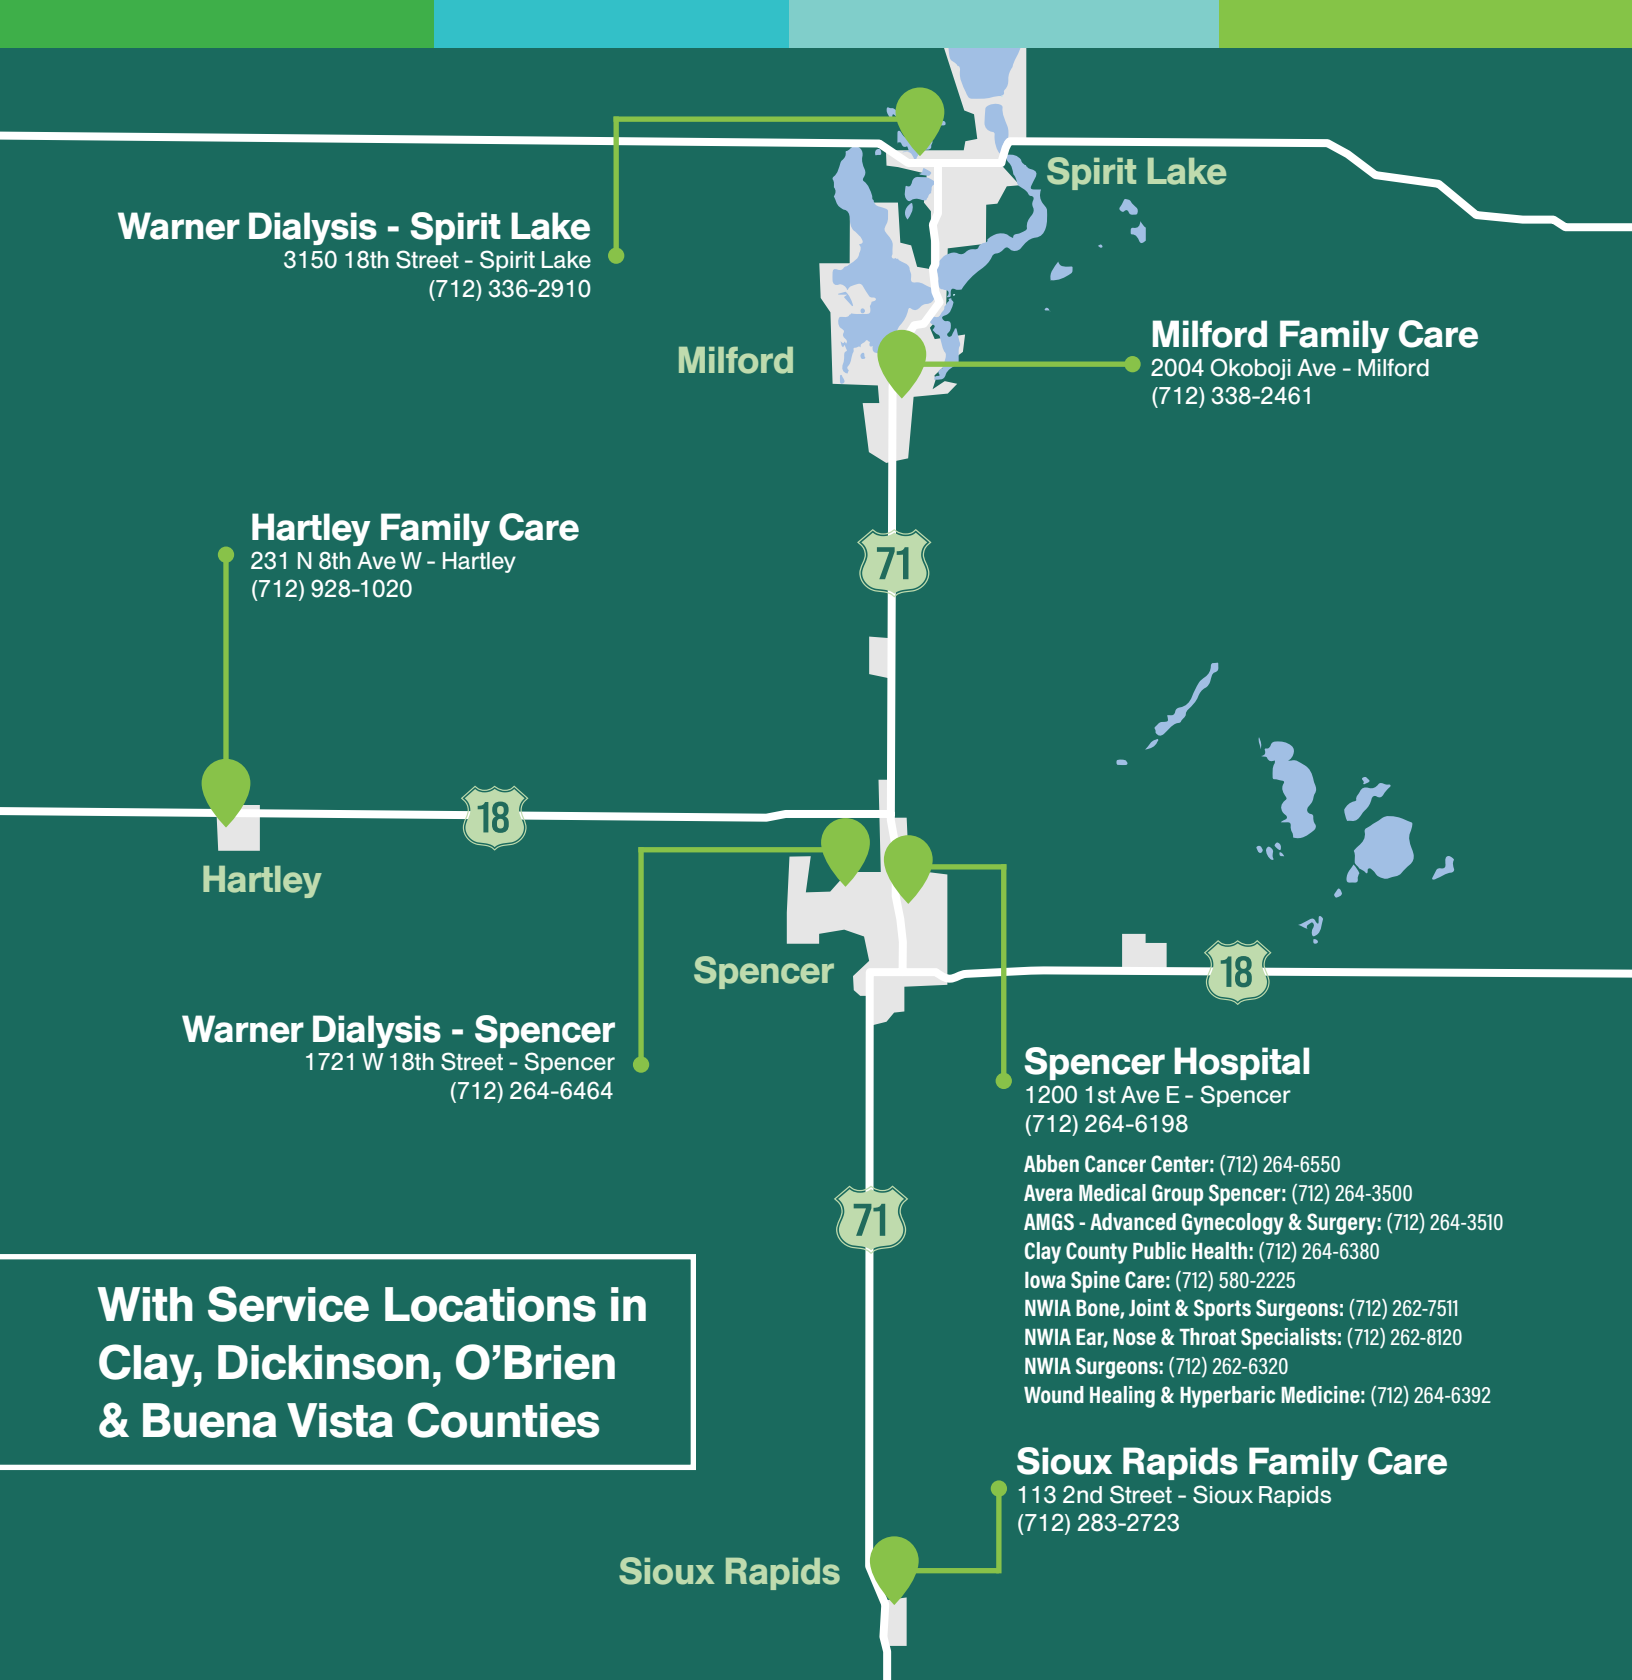 Spirit Lake
Warner Dialysis - Spirit Lake
3150 18th Street - Spirit Lake
(712) 336-2910
Milford
Milford Family Care
2004 Okoboji Ave - Milford
(712) 338-2461
Hartley Family Care
231 N 8th Ave W - Hartley
(712) 928-1020
71
18
Hartley
Spencer
18
Warner Dialysis - Spencer
1721 W 18th Street - Spencer
(712) 264-6464
Spencer Hospital
1200 1st Ave E - Spencer
(712) 264-6198
Abben Cancer Center: (712) 264-6550
Avera Medical Group Spencer: (712) 264-3500
AMGS - Advanced Gynecology & Surgery: (712) 264-3510
Clay County Public Health: (712) 264-6380
Iowa Spine Care: (712) 580-2225
NWIA Bone, Joint & Sports Surgeons: (712) 262-7511
NWIA Ear, Nose & Throat Specialists: (712) 262-8120
NWIA Surgeons: (712) 262-6320
Wound Healing & Hyperbaric Medicine: (712) 264-6392
71
With Service Locations in
Clay, Dickinson, O’Brien
& Buena Vista Counties
Sioux Rapids Family Care
113 2nd Street - Sioux Rapids
(712) 283-2723
Sioux Rapids